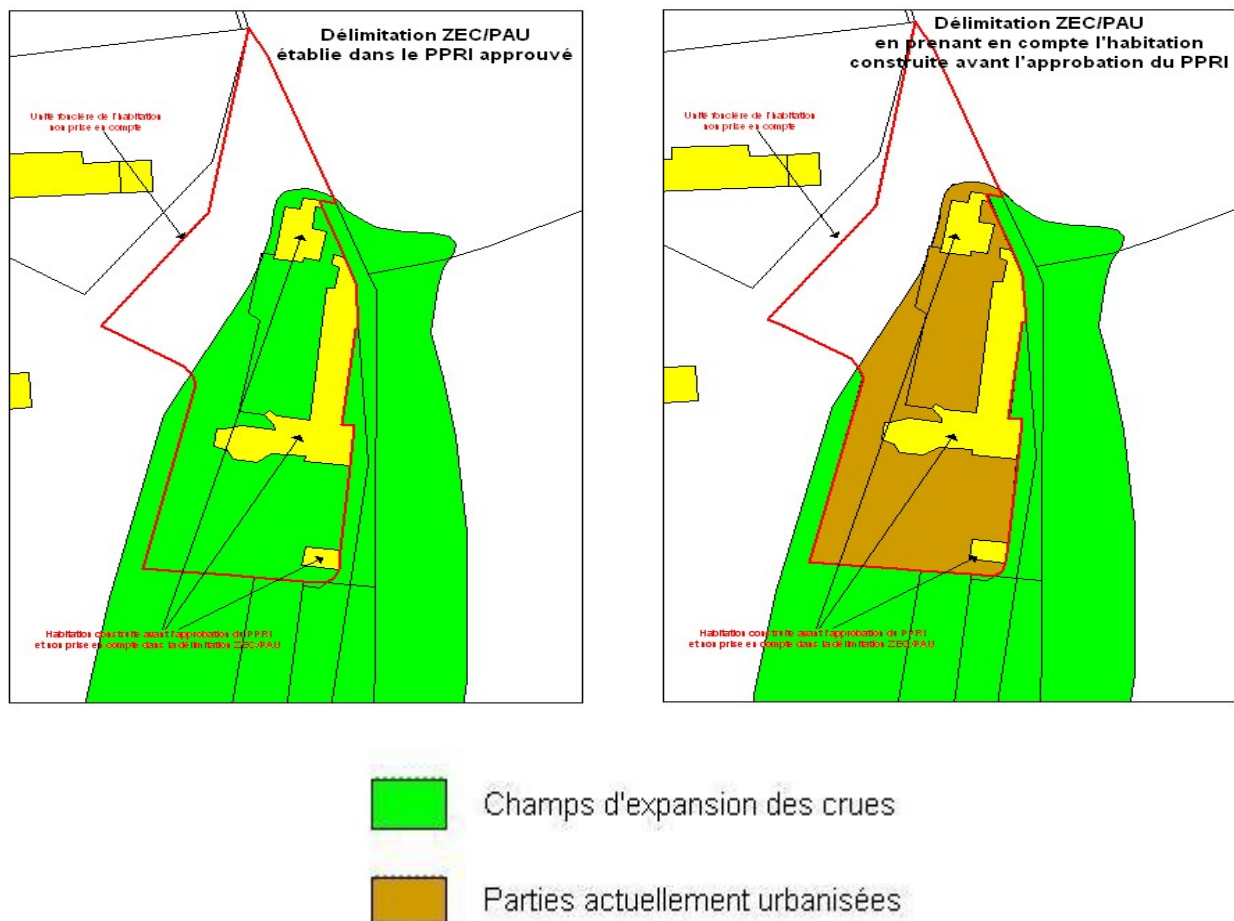 Délimitation ZEC/PAU
établie dans le PPRI approuvé
Unité foncière de l'habitation
non prise en compte
Habitation construite avant l'approbation du PPRI
et non prise en compte dans la délimitation ZEC/PAU
Délimitation ZEC/PAU
en prenant en compte l'habitation
construite avant l'approbation du PPRI
Unité foncière de l'habitation
non prise en compte
Habitation construite avant l'approbation du PPRI
et non prise en compte dans la délimitation ZEC/PAU
Champs d'expansion des crues
Parties actuellement urbanisées